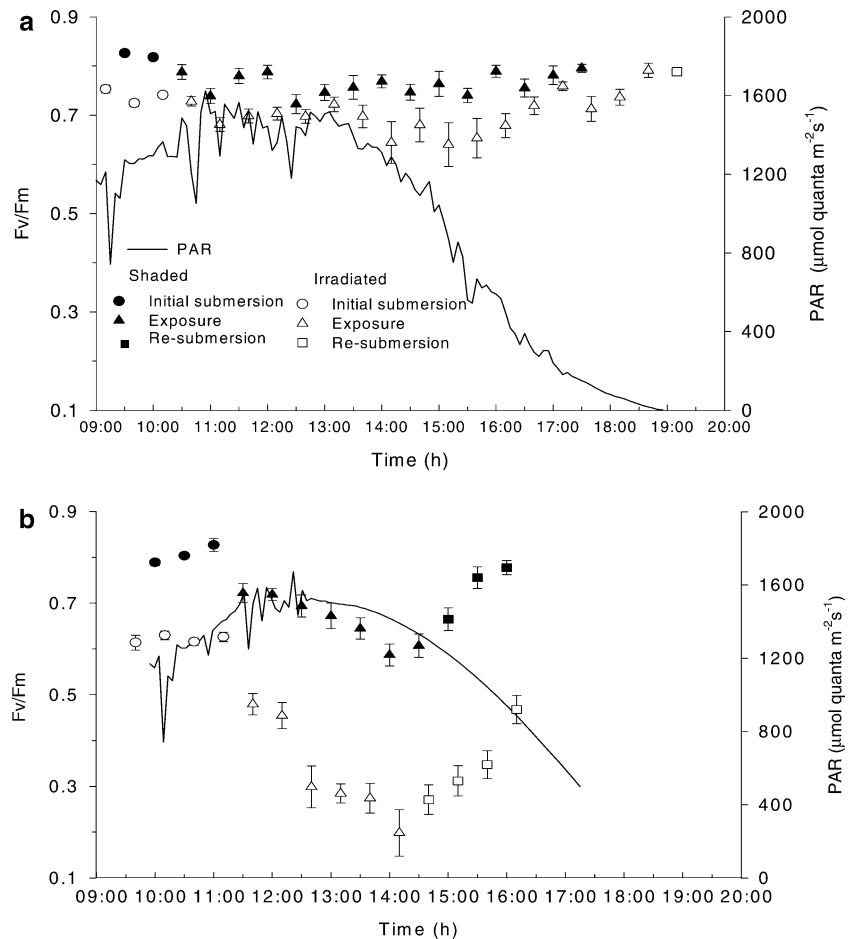 a
0.9
0.7
0.5
0.3
0.1
Fv/Fm
2000
1600
1200
800
400
0
PAR (μmol quanta m⁻²s⁻¹)
PAR
Shaded
Initial submersion
Exposure
Re-submersion
Irradiated
Initial submersion
Exposure
Re-submersion
09:00 10:00 11:00 12:00 13:00 14:00 15:00 16:00 17:00 18:00 19:00 20:00
Time (h)
b
0.9
0.7
0.5
0.3
0.1
Fv/Fm
2000
1600
1200
800
400
0
PAR (μmol quanta m⁻²s⁻¹)
09:00 10:00 11:00 12:00 13:00 14:00 15:00 16:00 17:00 18:00 19:00 20:00
Time (h)